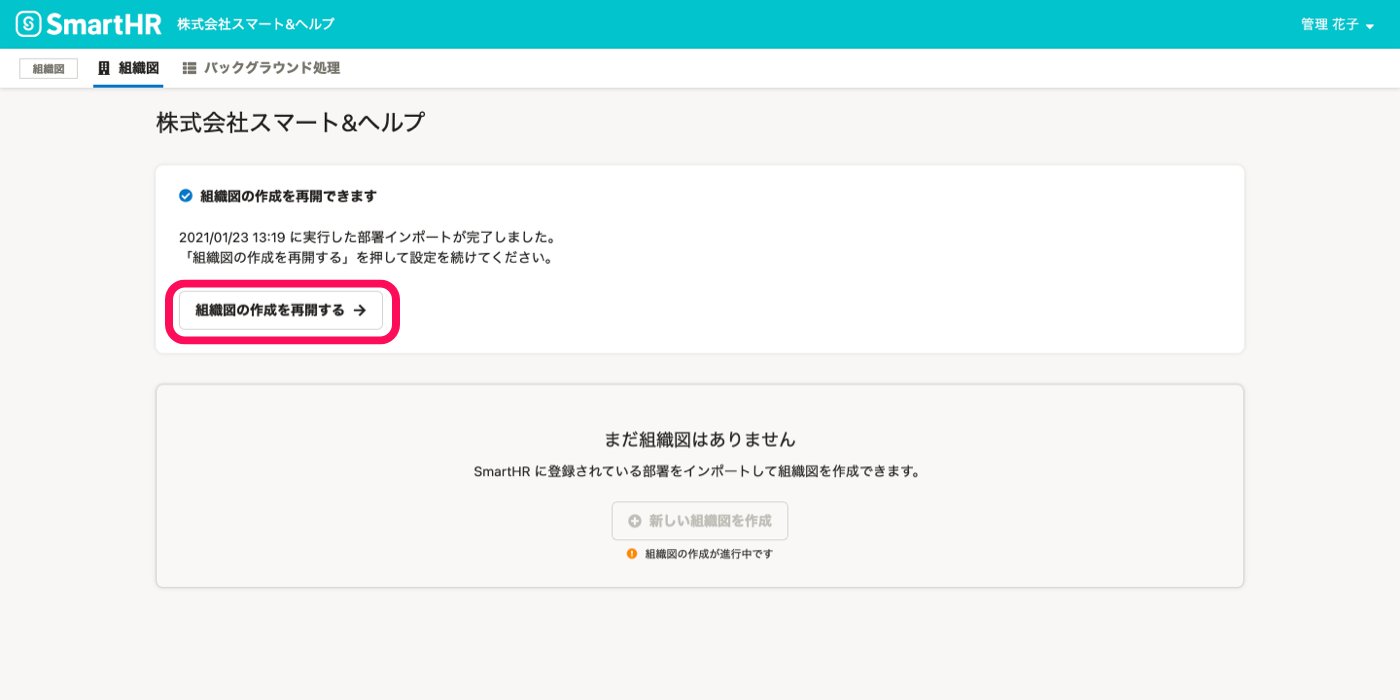 SmartHR 株式会社スマート&ヘルプ 管理 花子
組織図 組織図 バックグラウンド処理
株式会社スマート&ヘルプ
組織図の作成を再開できます
2021/01/23 13:19 に実行した部署インポートが完了しました。
「組織図の作成を再開する」を押して設定を続けてください。
組織図の作成を再開する →
まだ組織図はありません
SmartHR に登録されている部署をインポートして組織図を作成できます。
新しい組織図を作成
組織図の作成が進行中です